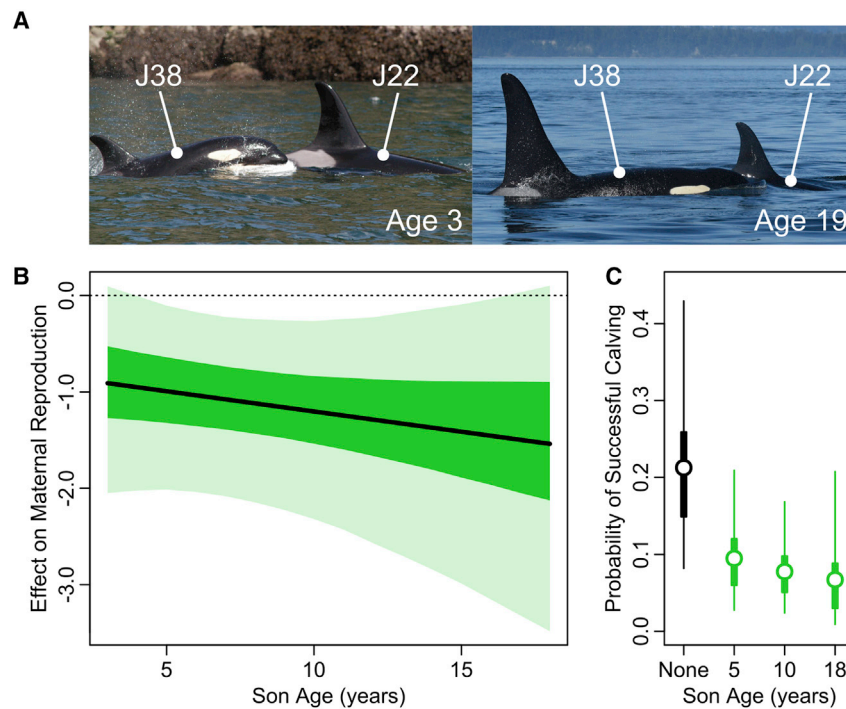 A
J38
J22
Age 3
J38
J22
Age 19
B
Effect on Maternal Reproduction
0.0
-1.0
-2.0
-3.0
5
10
15
Son Age (years)
C
Probability of Successful Calving
0.4
0.3
0.2
0.1
0.0
None
5
10
18
Son Age (years)